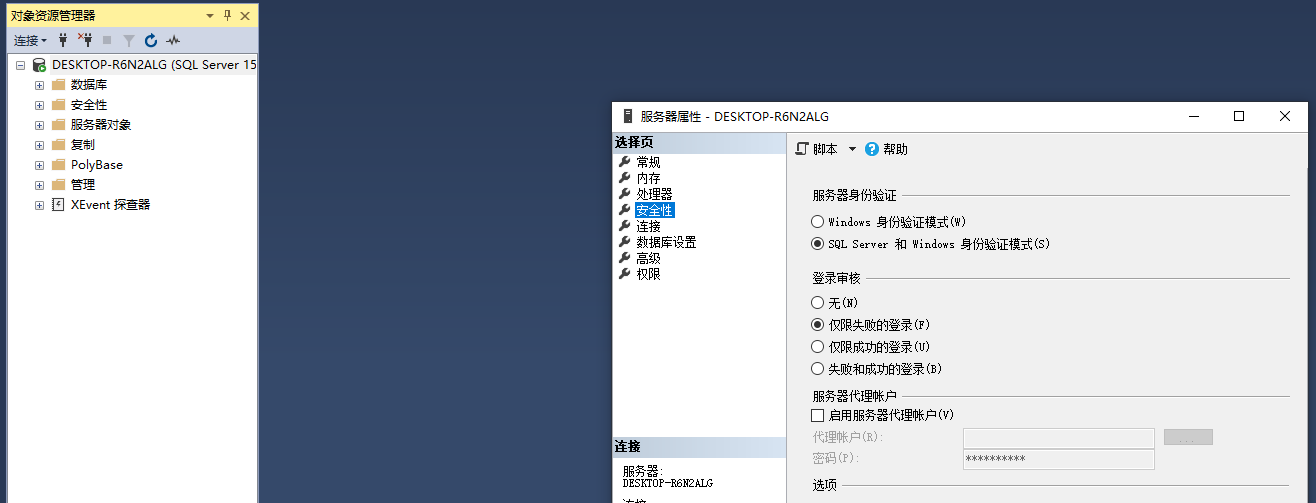 对象资源管理器
连接
DESKTOP-R6N2ALG (SQL Server 15
数据库
安全性
服务器对象
复制
PolyBase
管理
XEvent 探查器
服务器属性 - DESKTOP-R6N2ALG
选择页
常规
内存
处理器
安全性
连接
数据库设置
高级
权限
连接
服务器:
DESKTOP-R6N2ALG
脚本 帮助
服务器身份验证
Windows 身份验证模式(W)
SQL Server 和 Windows 身份验证模式(S)
登录审核
无(N)
仅限失败的登录(F)
仅限成功的登录(U)
失败和成功的登录(B)
服务器代理帐户
启用服务器代理帐户(V)
代理帐户(R): ...
密码(P): **********
选项